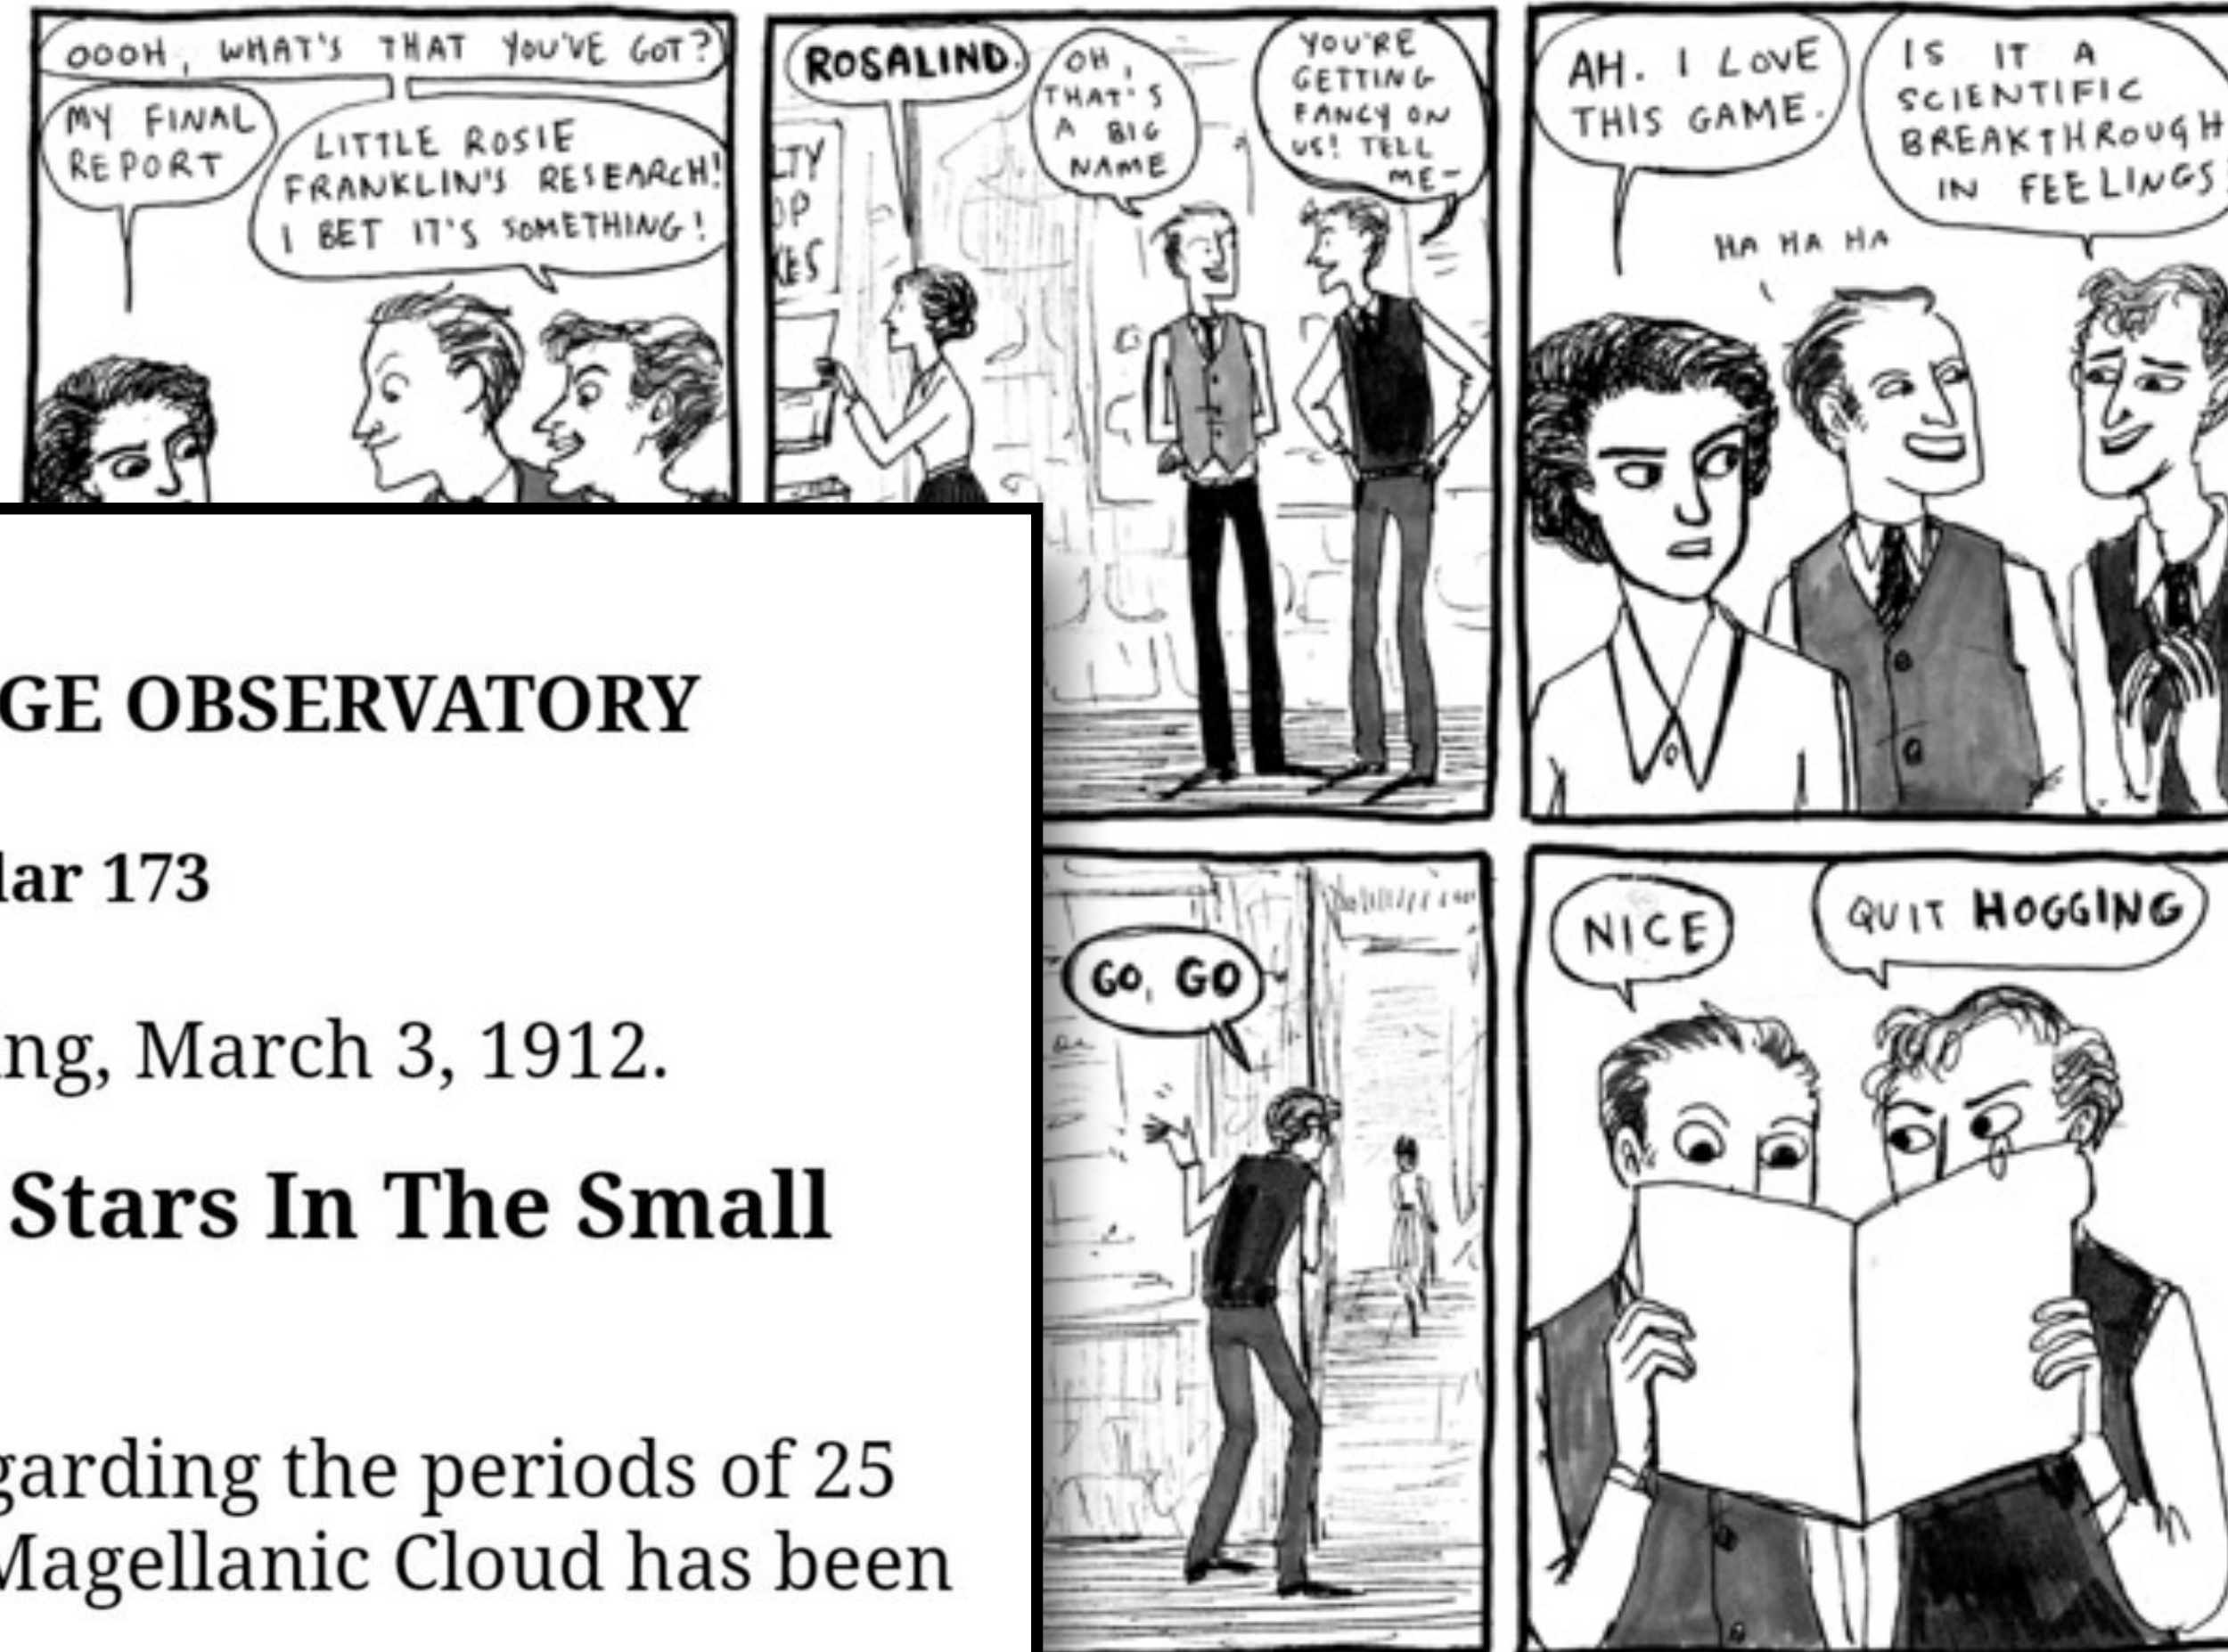 OOOH, WHAT'S THAT YOU'VE GOT?
MY FINAL
REPORT
LITTLE ROSIE
FRANKLIN'S RESEARCH!
I BET IT'S SOMETHING!
ROSALIND.
OH,
THAT'S
A BIG
NAME
YOU'RE
GETTING
FANCY ON
US! TELL
ME-
AH. I LOVE
THIS GAME.
IS IT A
SCIENTIFIC
BREAKTHROUGH
IN FEELINGS
HA HA HA
GO, GO
NICE
QUIT HOGGING
GE OBSERVATORY
lar 173
ing, March 3, 1912.
Stars In The Small
garding the periods of 25
Magellanic Cloud has been